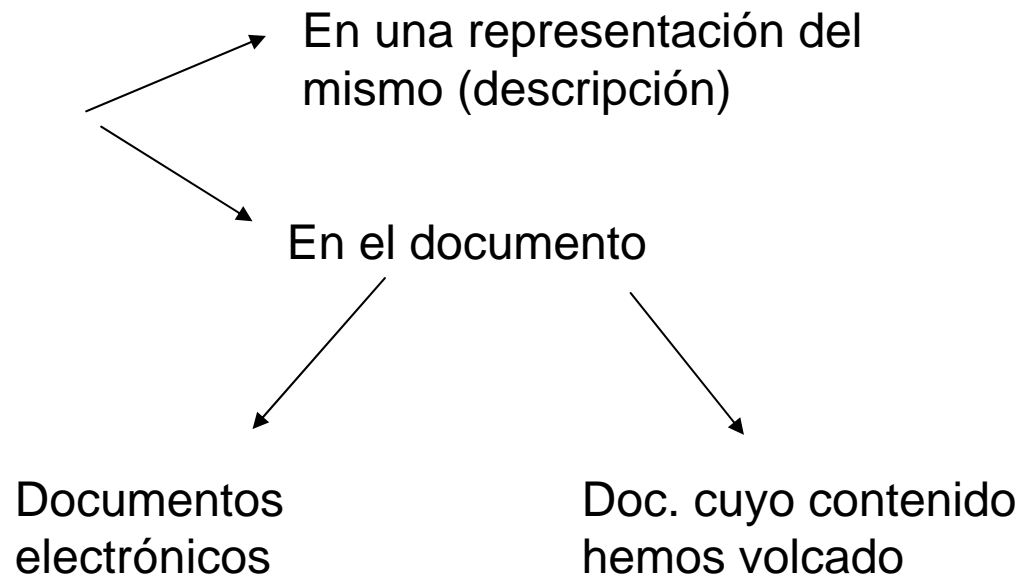 En una representación del
mismo (descripción)
En el documento
Documentos
electrónicos
Doc. cuyo contenido
hemos volcado